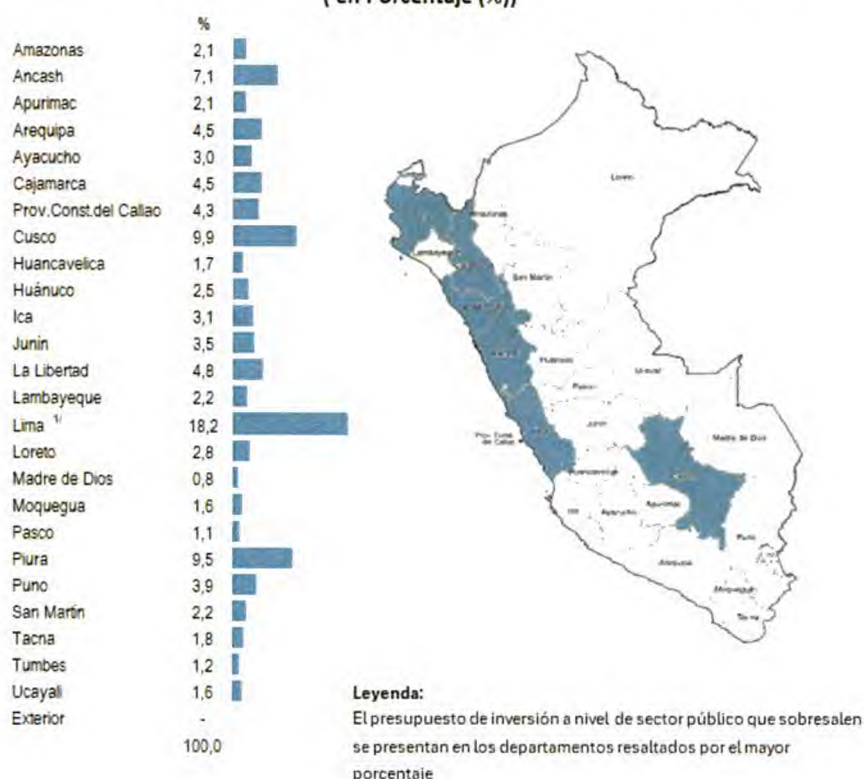 ( en Porcentaje (%))
%
Amazonas 2,1
Ancash 7,1
Apurimac 2,1
Arequipa 4,5
Ayacucho 3,0
Cajamarca 4,5
Prov.Const.del Callao 4,3
Cusco 9,9
Huancavelica 1,7
Huánuco 2,5
Ica 3,1
Junín 3,5
La Libertad 4,8
Lambayeque 2,2
Lima 1/ 18,2
Loreto 2,8
Madre de Dios 0,8
Moquegua 1,6
Pasco 1,1
Piura 9,5
Puno 3,9
San Martin 2,2
Tacna 1,8
Tumbes 1,2
Ucayali 1,6
Exterior -
100,0
Loreto
Amazonas
Lambayeque
San Martin
Huánuco
Pasco
Ucayali
Junín
Madre de Dios
Prov. Const.
de Callao
Huancavelica
Ica
Ayacucho
Apurimac
Puno
Arequipa
Moquegua
Tacna
Leyenda:
El presupuesto de inversión a nivel de sector público que sobresalen
se presentan en los departamentos resaltados por el mayor
porcentaje